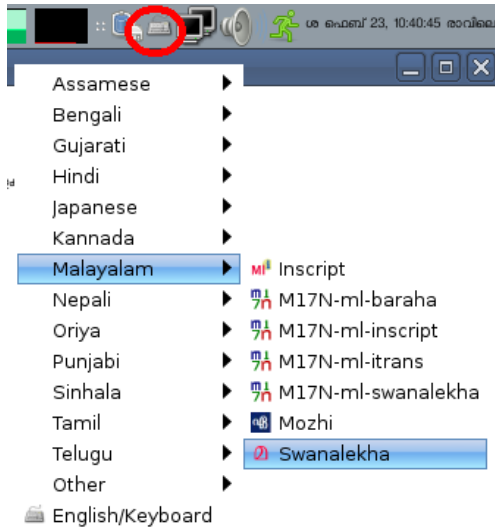 ശ ഫെബ് 23, 10:40:45 രാവിലെ
Assamese
Bengali
Gujarati
Hindi
Japanese
Kannada
Malayalam
Nepali
Oriya
Punjabi
Sinhala
Tamil
Telugu
Other
English/Keyboard
Inscript
M17N-ml-baraha
M17N-ml-inscript
M17N-ml-itrans
M17N-ml-swanalekha
Mozhi
Swanalekha